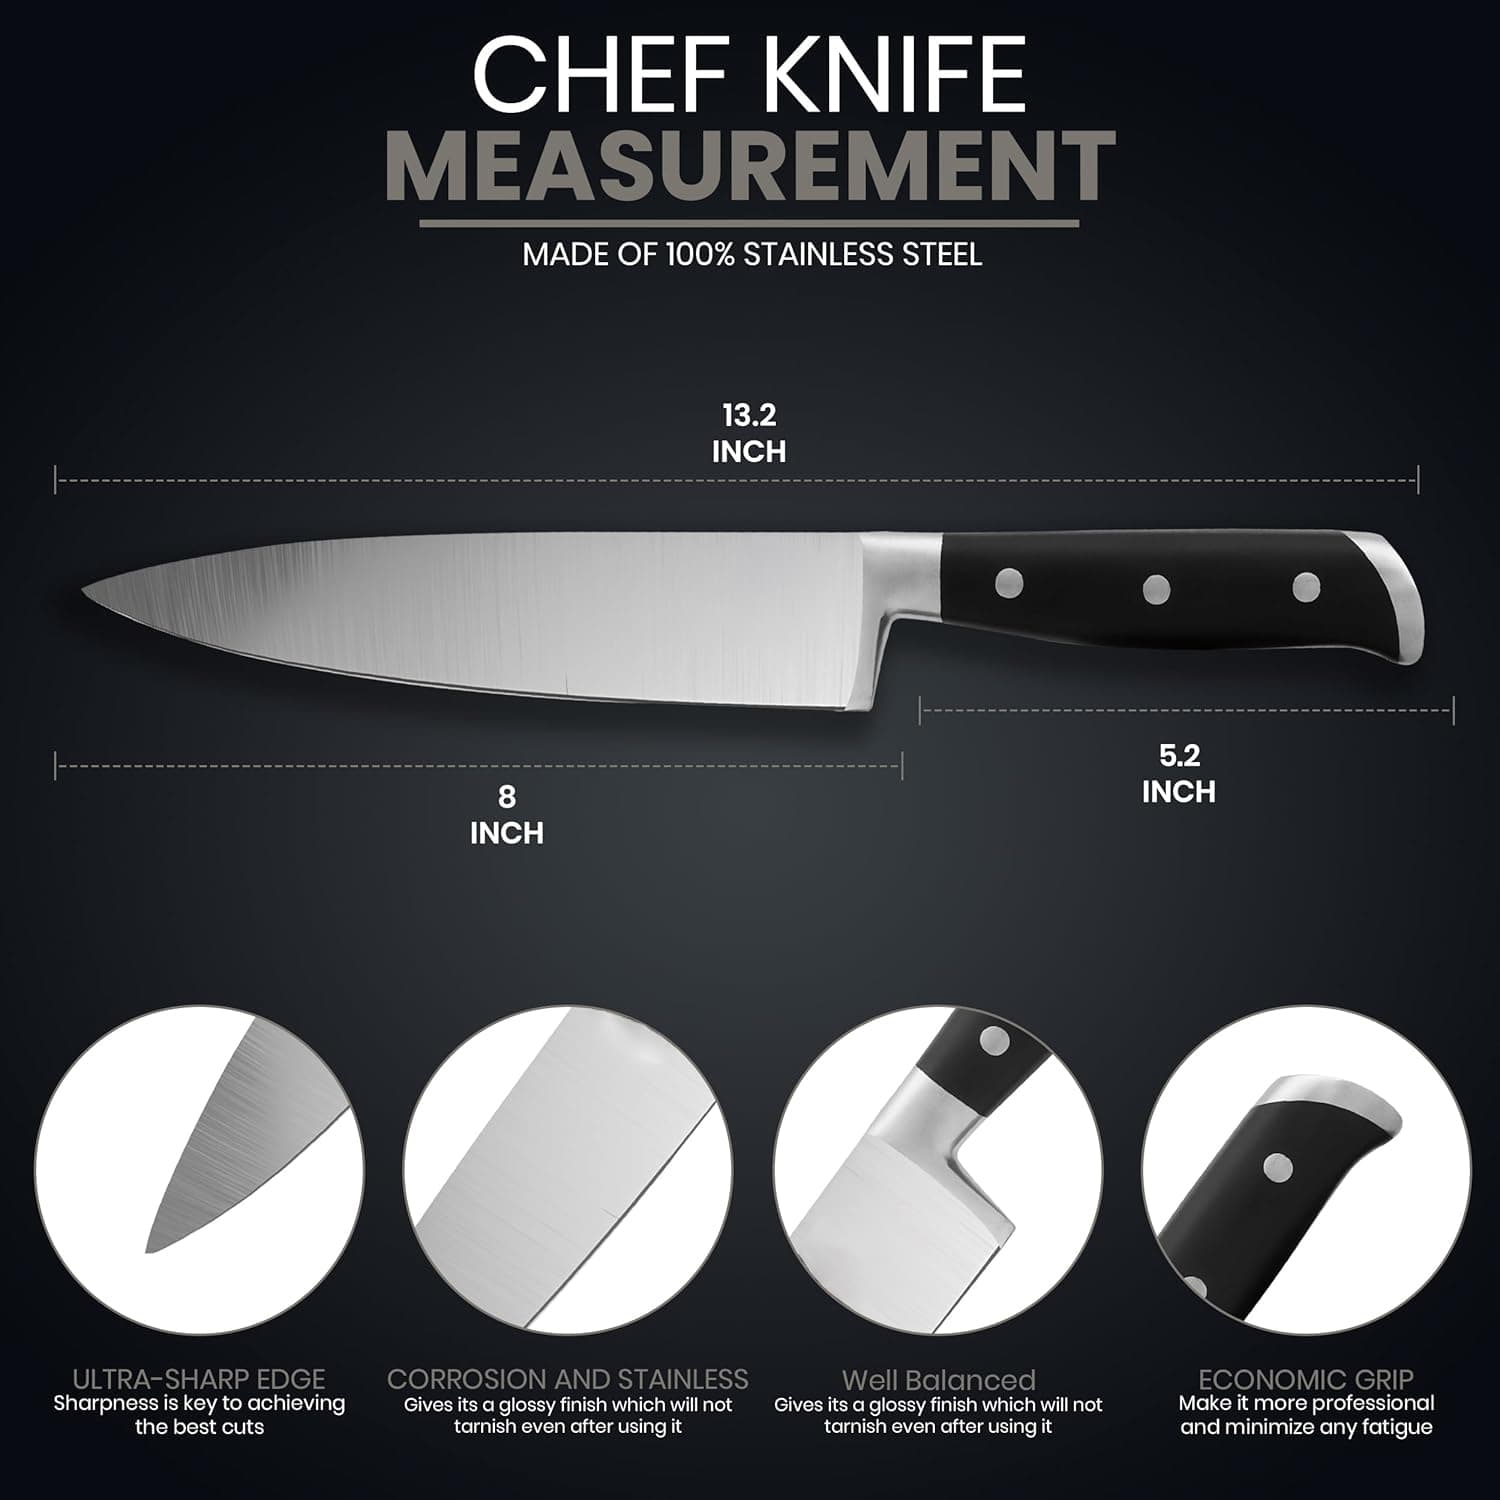 CHEF KNIFE
MEASUREMENT
MADE OF 100% STAINLESS STEEL
13.2
INCH
5.2
INCH
8
INCH
ULTRA-SHARP EDGE
Sharpness is key to achieving
the best cuts
CORROSION AND STAINLESS
Gives its a glossy finish which will not
tarnish even after using it
Well Balanced
Gives its a glossy finish which will not
tarnish even after using it
ECONOMIC GRIP
Make it more professional
and minimize any fatigue